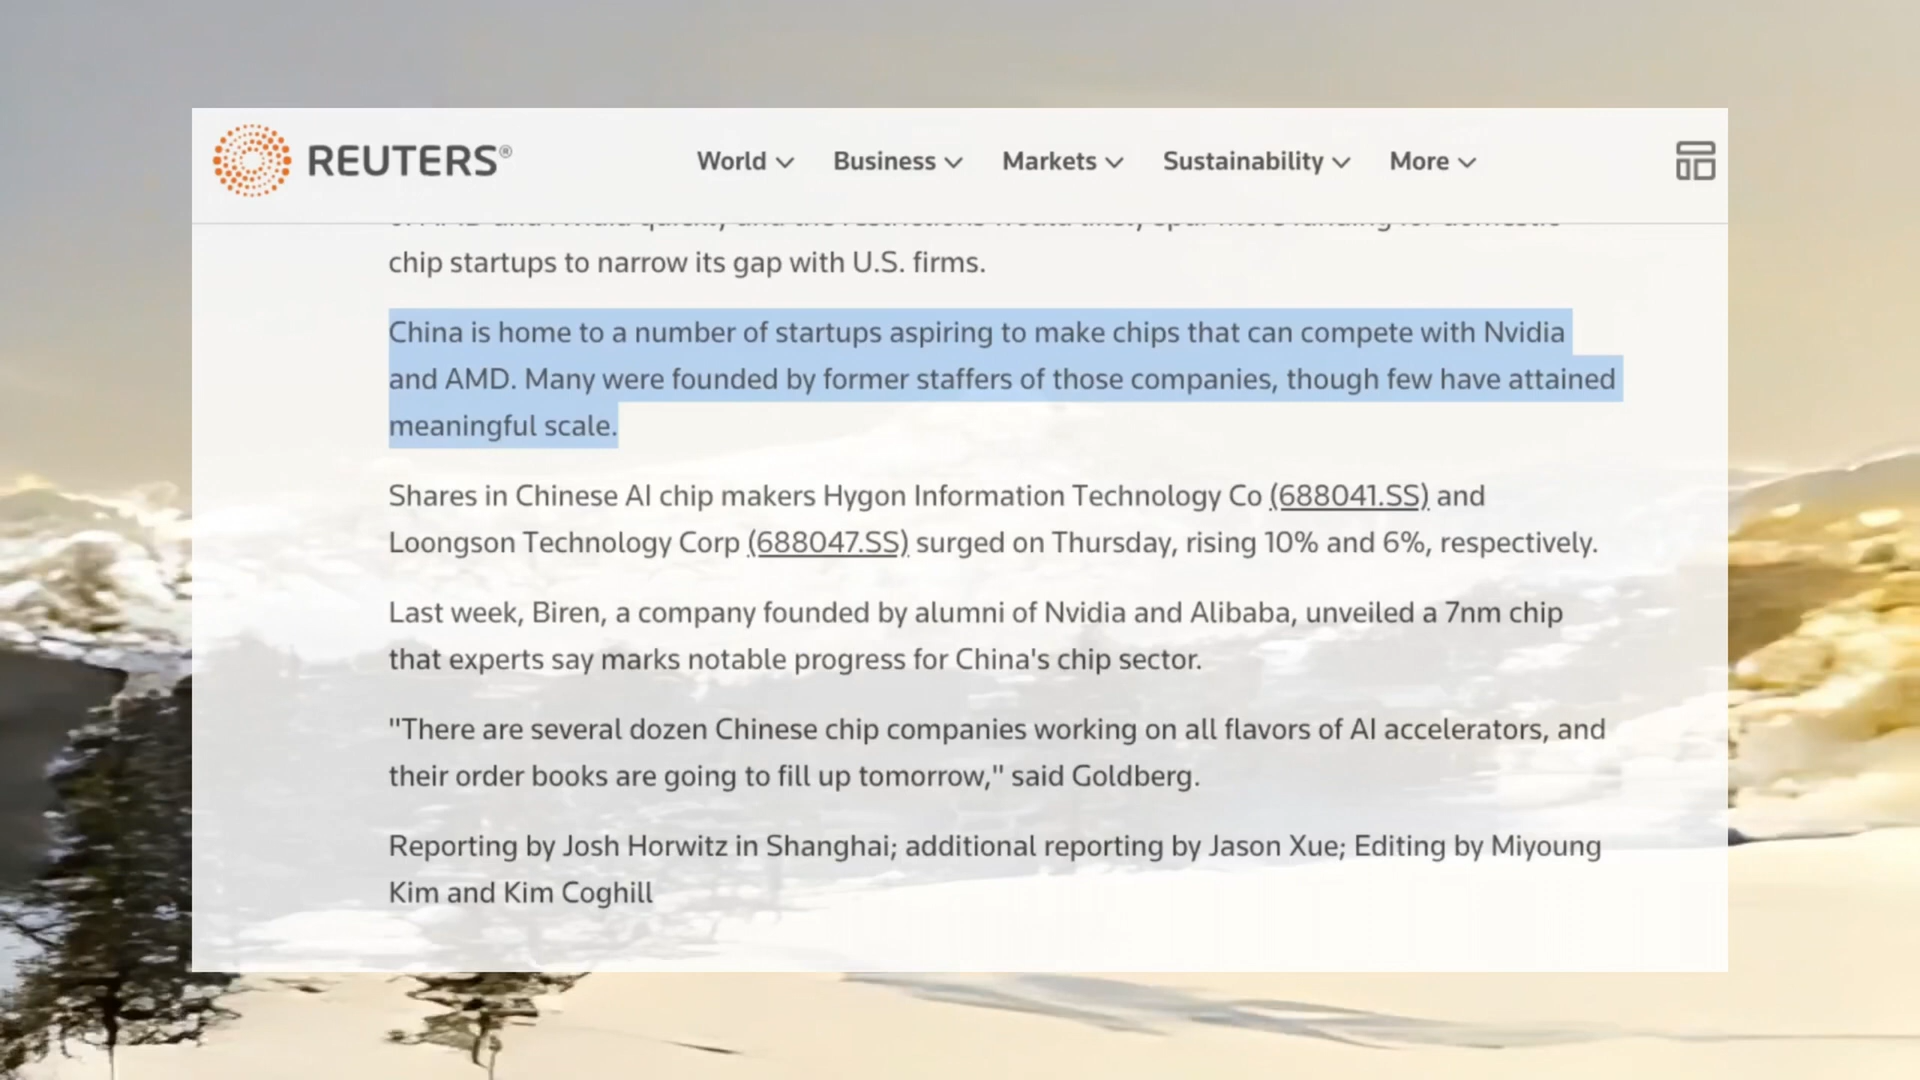 REUTERS®
World
Business
Markets
Sustainability
More
chip startups to narrow its gap with U.S. firms.
China is home to a number of startups aspiring to make chips that can compete with Nvidia
and AMD. Many were founded by former staffers of those companies, though few have attained
meaningful scale.
Shares in Chinese AI chip makers Hygon Information Technology Co (688041.SS) and
Loongson Technology Corp (688047.SS) surged on Thursday, rising 10% and 6%, respectively.
Last week, Biren, a company founded by alumni of Nvidia and Alibaba, unveiled a 7nm chip
that experts say marks notable progress for China's chip sector.
"There are several dozen Chinese chip companies working on all flavors of AI accelerators, and
their order books are going to fill up tomorrow," said Goldberg.
Reporting by Josh Horwitz in Shanghai; additional reporting by Jason Xue; Editing by Miyoung
Kim and Kim Coghill